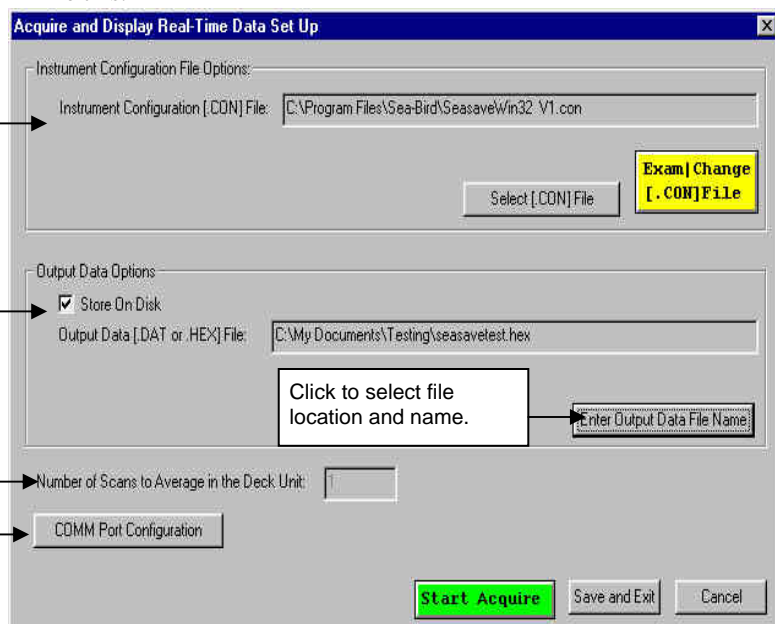 Acquire and Display Real-Time Data Set Up
Instrument Configuration File Options:
Instrument Configuration [.CON] File: C:\Program Files\Sea-Bird\SeasaveWin32 V1.con
Select [.CON] File
Exam|Change
[.CON]File
Output Data Options
Store On Disk
Output Data [.DAT or .HEX] File: C:\My Documents\Testing\seasavetest.hex
Click to select file
location and name.
Enter Output Data File Name
Number of Scans to Average in the Deck Unit: 1
COMM Port Configuration
Start Acquire
Save and Exit
Cancel